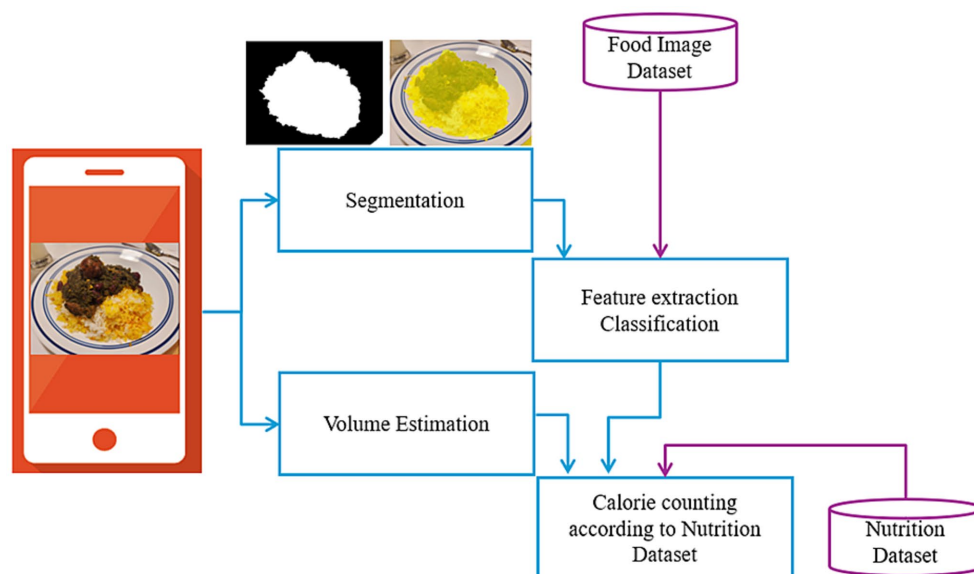 Food Image
Dataset
Segmentation
Feature extraction
Classification
Volume Estimation
Calorie counting
according to Nutrition
Dataset
Nutrition
Dataset